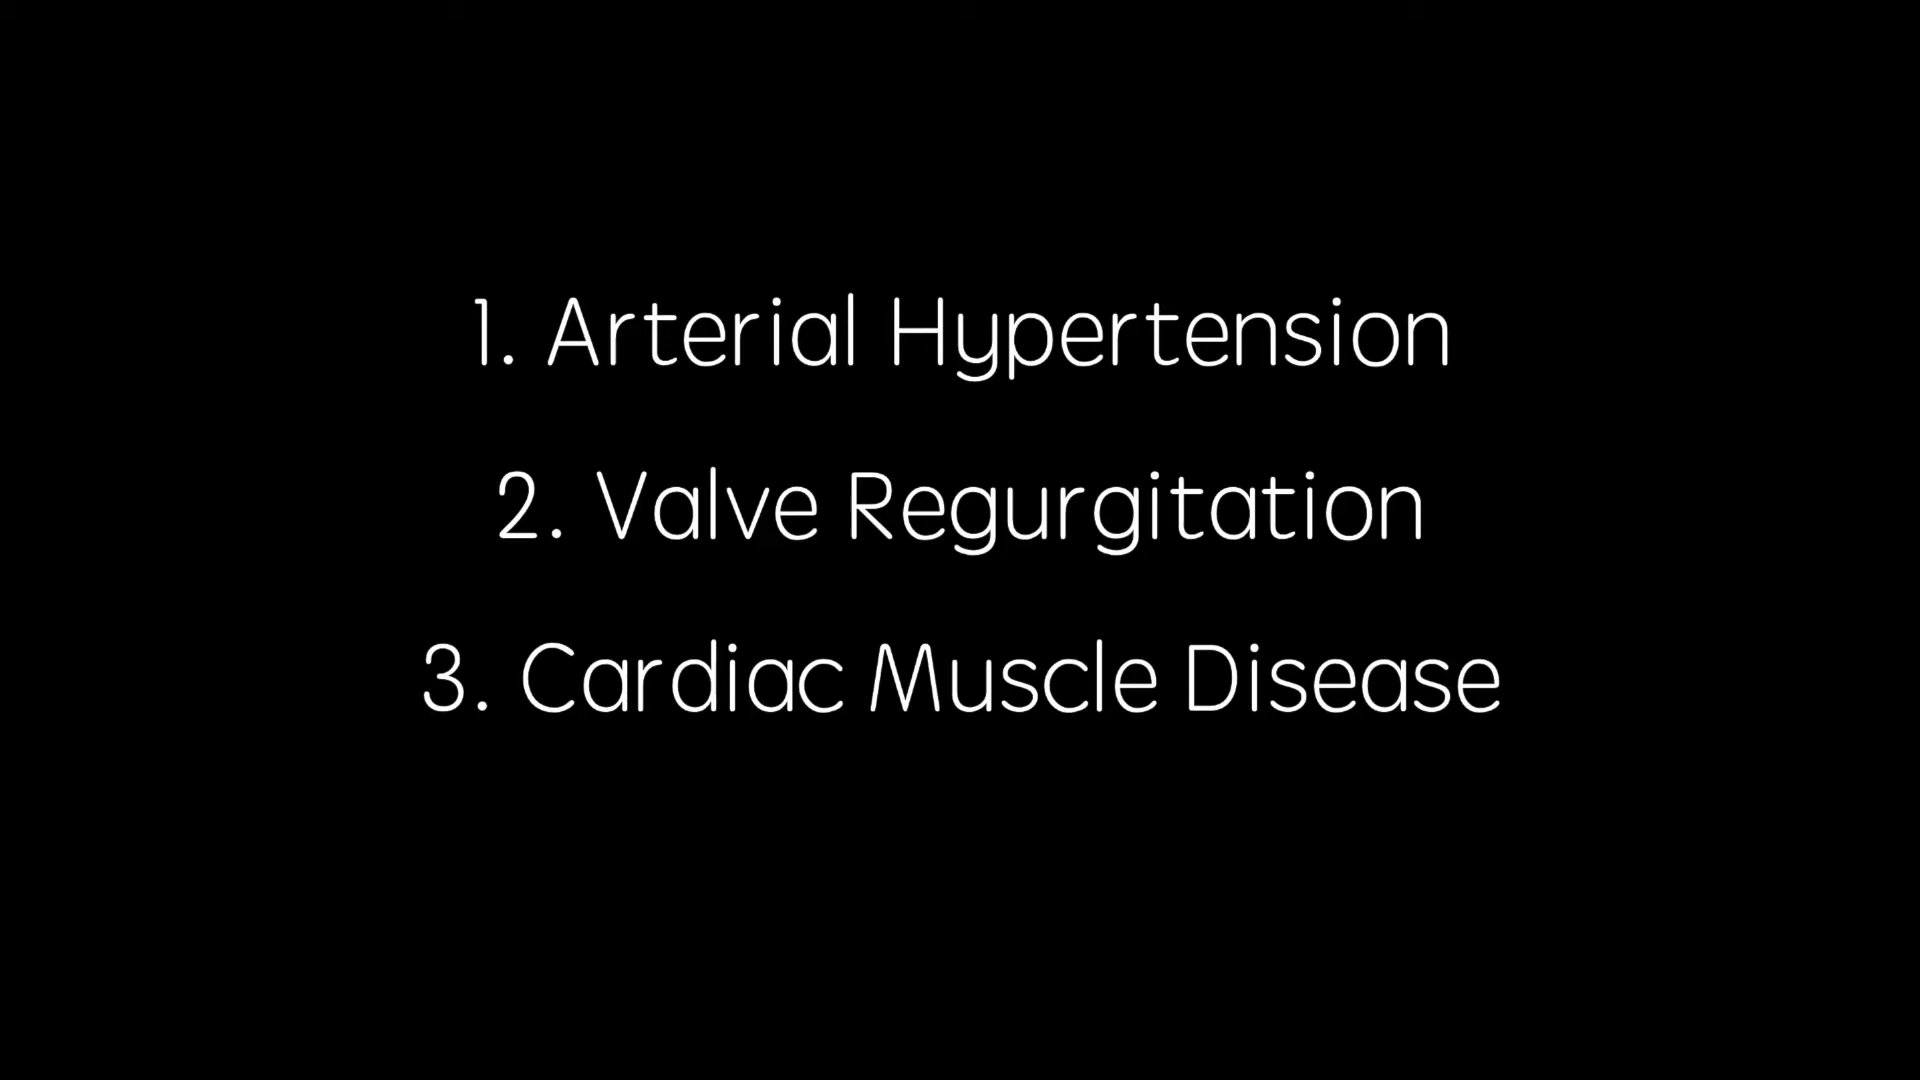 1. Arterial Hypertension
2. Valve Regurgitation
3. Cardiac Muscle Disease